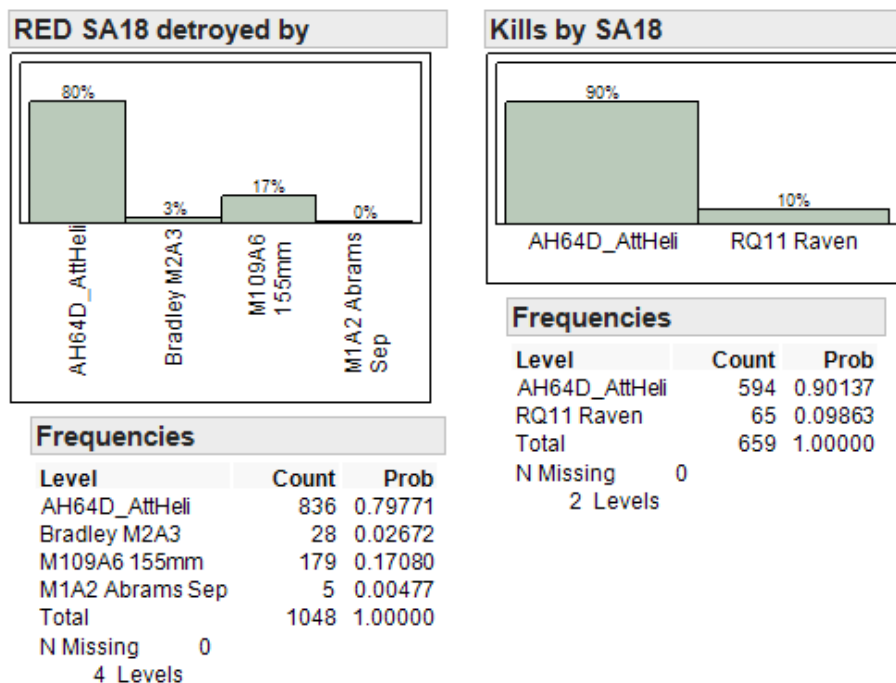 RED SA18 detroyed by
80%
3%
17%
0%
AH64D_AttHeli
Bradley M2A3
M109A6
155mm
M1A2 Abrams
Sep
Frequencies
Level Count Prob
AH64D_AttHeli 836 0.79771
Bradley M2A3 28 0.02672
M109A6 155mm 179 0.17080
M1A2 Abrams Sep 5 0.00477
Total 1048 1.00000
N Missing 0
4 Levels
Kills by SA18
90%
10%
AH64D_AttHeli RQ11 Raven
Frequencies
Level Count Prob
AH64D_AttHeli 594 0.90137
RQ11 Raven 65 0.09863
Total 659 1.00000
N Missing 0
2 Levels